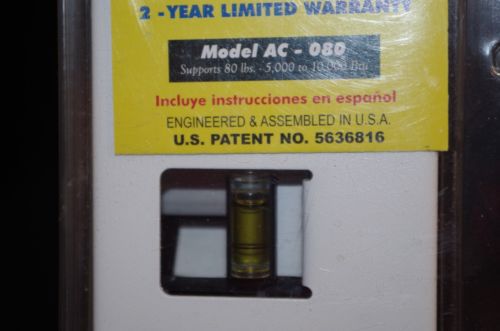 2 - YEAR LIMITED WARRANTY
Model AC - 080
Supports 80 lbs. - 5,000 to 10,000 Btu
Incluye instrucciones en español
ENGINEERED & ASSEMBLED IN U.S.A.
U.S. PATENT NO. 5636816